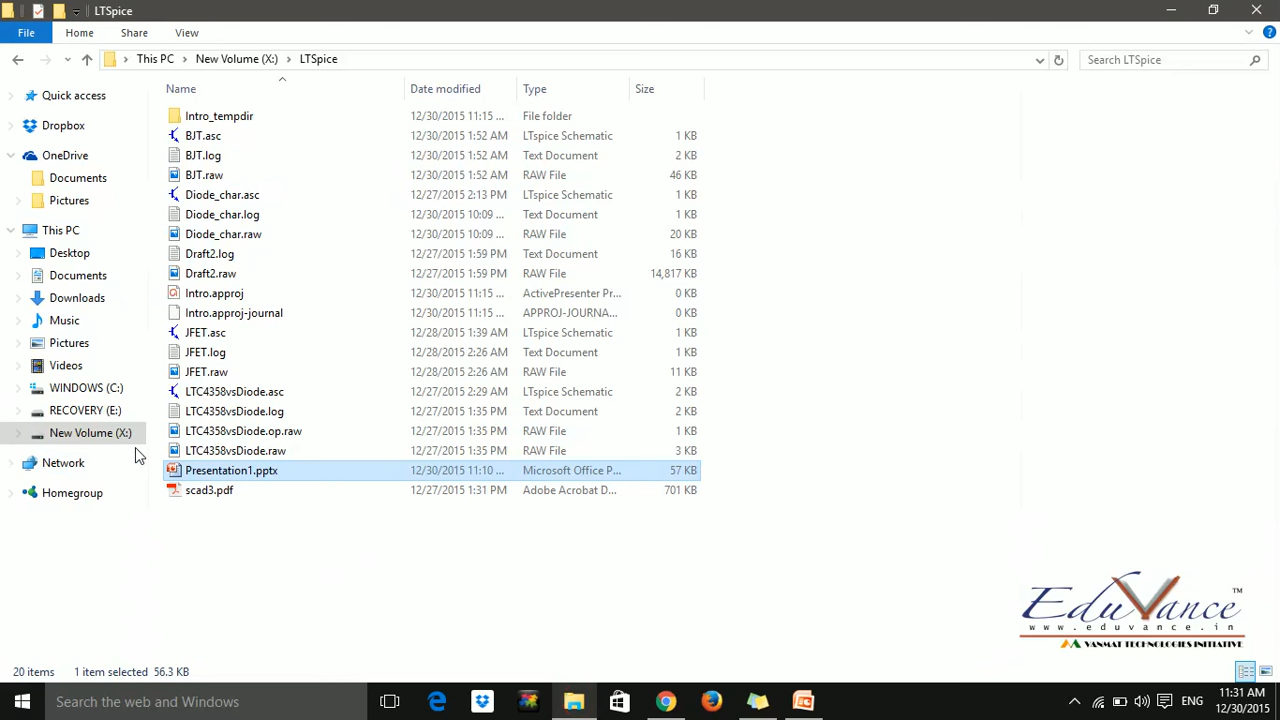 LTSpice
File Home Share View
This PC New Volume (X:) LTSpice
Search LTSpice
Name Date modified Type Size
Quick access
Dropbox
OneDrive
Documents
Pictures
This PC
Desktop
Documents
Downloads
Music
Pictures
Videos
WINDOWS (C:)
RECOVERY (E:)
New Volume (X:)
Network
Homegroup
Intro_tempdir 12/30/2015 11:15 ... File folder
BJT.asc 12/30/2015 1:52 AM LTspice Schematic 1 KB
BJT.log 12/30/2015 1:52 AM Text Document 2 KB
BJT.raw 12/30/2015 1:52 AM RAW File 46 KB
Diode_char.asc 12/27/2015 2:13 PM LTspice Schematic 1 KB
Diode_char.log 12/30/2015 10:09 ... Text Document 1 KB
Diode_char.raw 12/30/2015 10:09 ... RAW File 20 KB
Draft2.log 12/27/2015 1:59 PM Text Document 16 KB
Draft2.raw 12/27/2015 1:59 PM RAW File 14,817 KB
Intro.approj 12/30/2015 11:15 ... ActivePresenter Pr... 0 KB
Intro.approj-journal 12/30/2015 11:15 ... APPROJ-JOURNA... 0 KB
JFET.asc 12/28/2015 1:39 AM LTspice Schematic 1 KB
JFET.log 12/28/2015 2:26 AM Text Document 1 KB
JFET.raw 12/28/2015 2:26 AM RAW File 11 KB
LTC4358vsDiode.asc 12/27/2015 2:29 AM LTspice Schematic 2 KB
LTC4358vsDiode.log 12/27/2015 1:35 PM Text Document 2 KB
LTC4358vsDiode.op.raw 12/27/2015 1:35 PM RAW File 1 KB
LTC4358vsDiode.raw 12/27/2015 1:35 PM RAW File 3 KB
Presentation1.pptx 12/30/2015 11:10 ... Microsoft Office P... 57 KB
scad3.pdf 12/27/2015 1:31 PM Adobe Acrobat D... 701 KB
EduVance ™
www.eduvance.in
VANMAT TECHNOLOGIES INITIATIVE
20 items 1 item selected 56.3 KB
Search the web and Windows
ENG
11:31 AM
12/30/2015